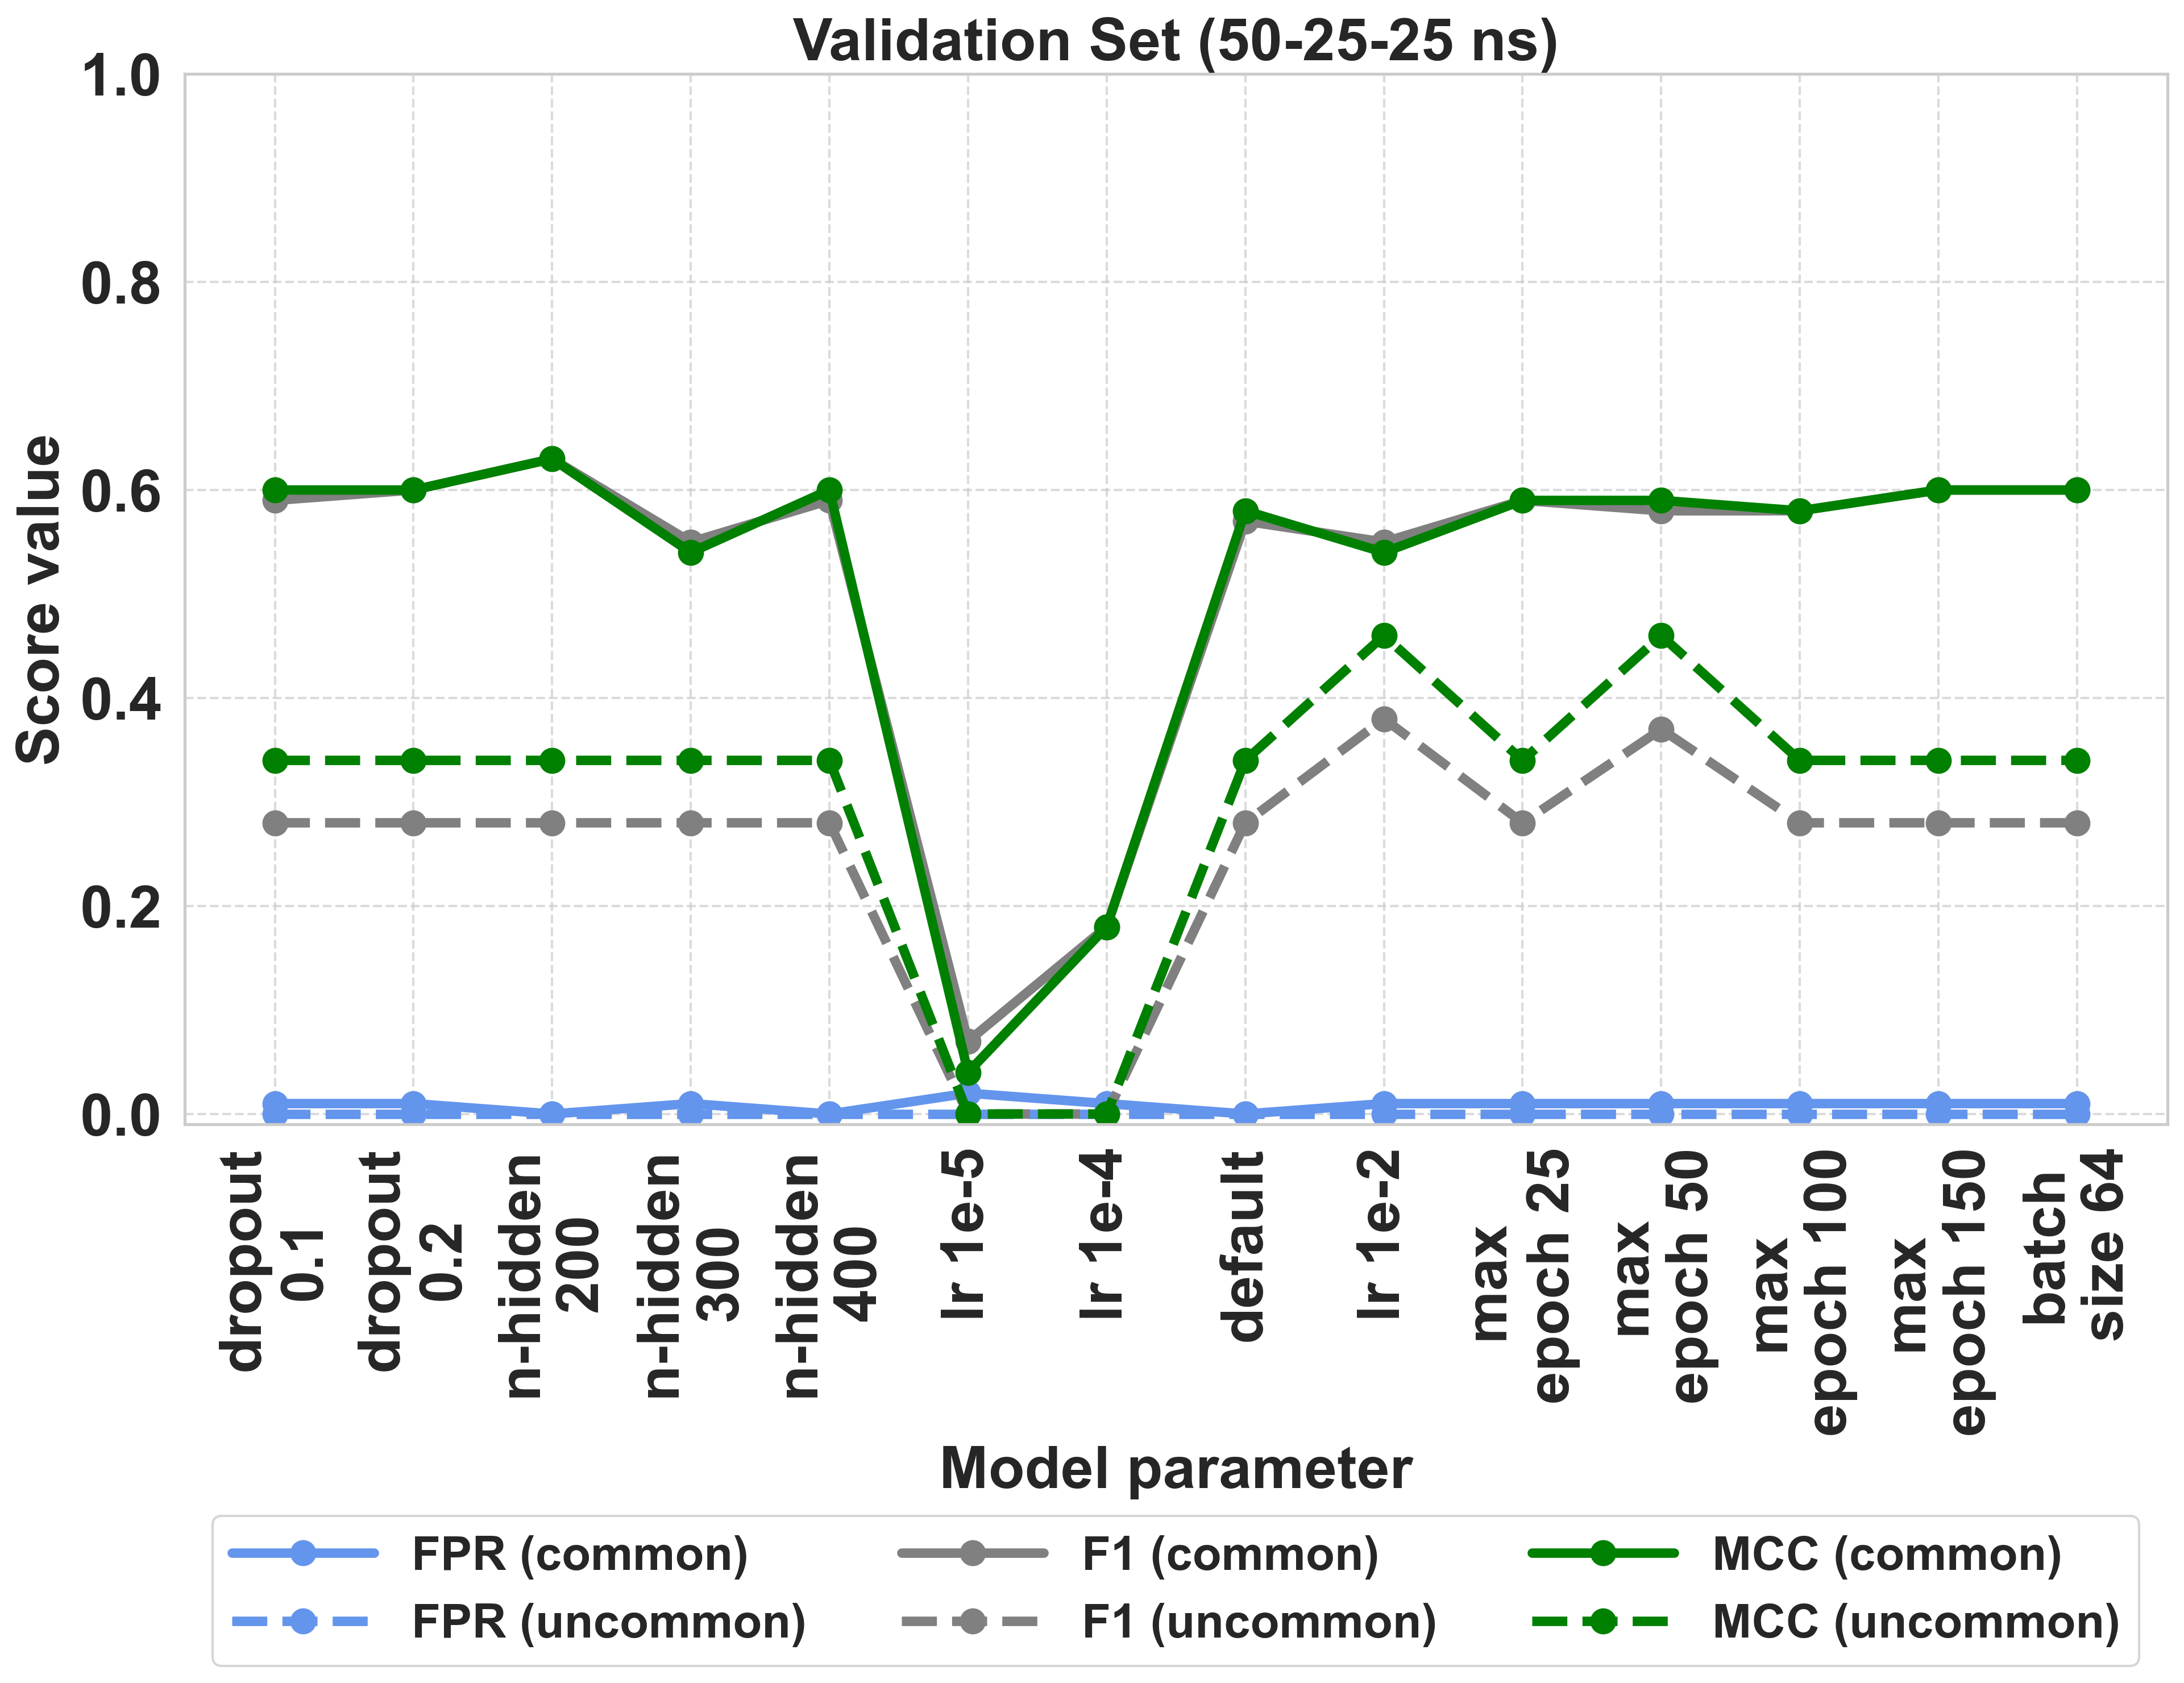 Validation Set (50-25-25 ns)
Score value
1.0
0.8
0.6
0.4
0.2
0.0
dropout
0.1
dropout
0.2
n-hidden
200
n-hidden
300
n-hidden
400
lr 1e-5
lr 1e-4
default
lr 1e-2
max
epoch 25
max
epoch 50
max
epoch 100
max
epoch 150
batch
size 64
Model parameter
FPR (common)
FPR (uncommon)
F1 (common)
F1 (uncommon)
MCC (common)
MCC (uncommon)